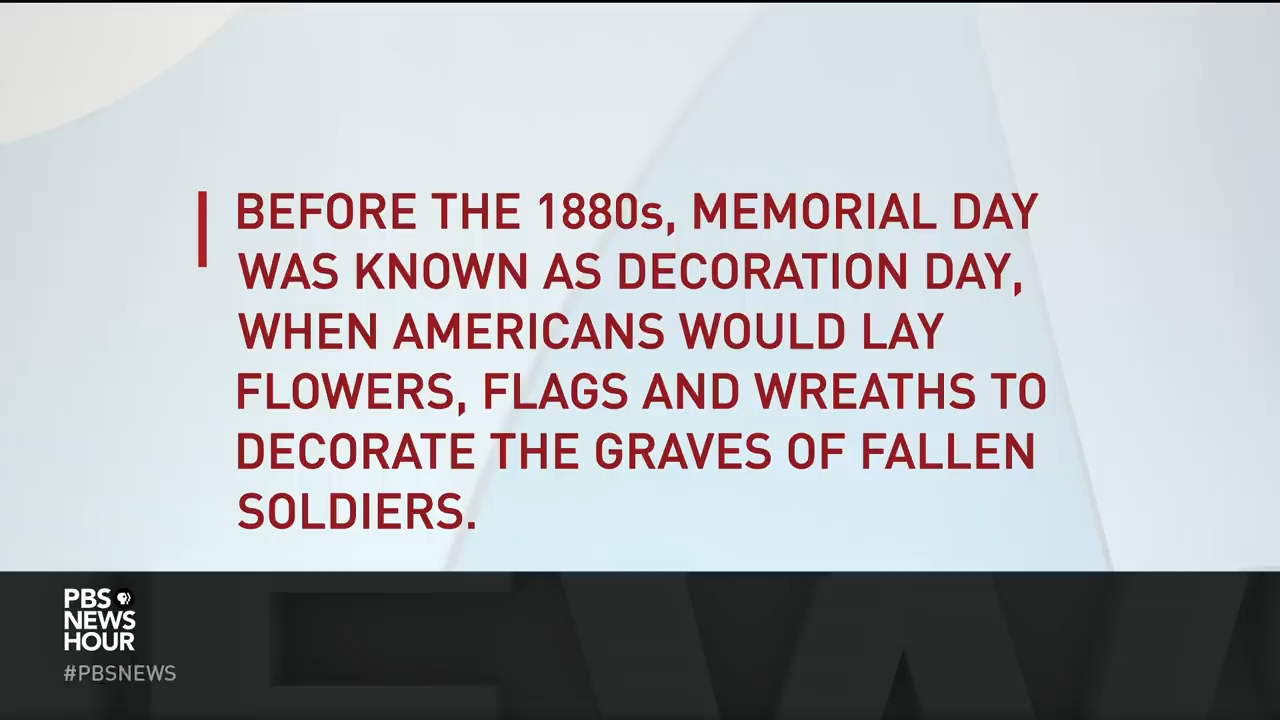 BEFORE THE 1880s, MEMORIAL DAY
WAS KNOWN AS DECORATION DAY,
WHEN AMERICANS WOULD LAY
FLOWERS, FLAGS AND WREATHS TO
DECORATE THE GRAVES OF FALLEN
SOLDIERS.
PBS
NEWS
HOUR
#PBSNEWS